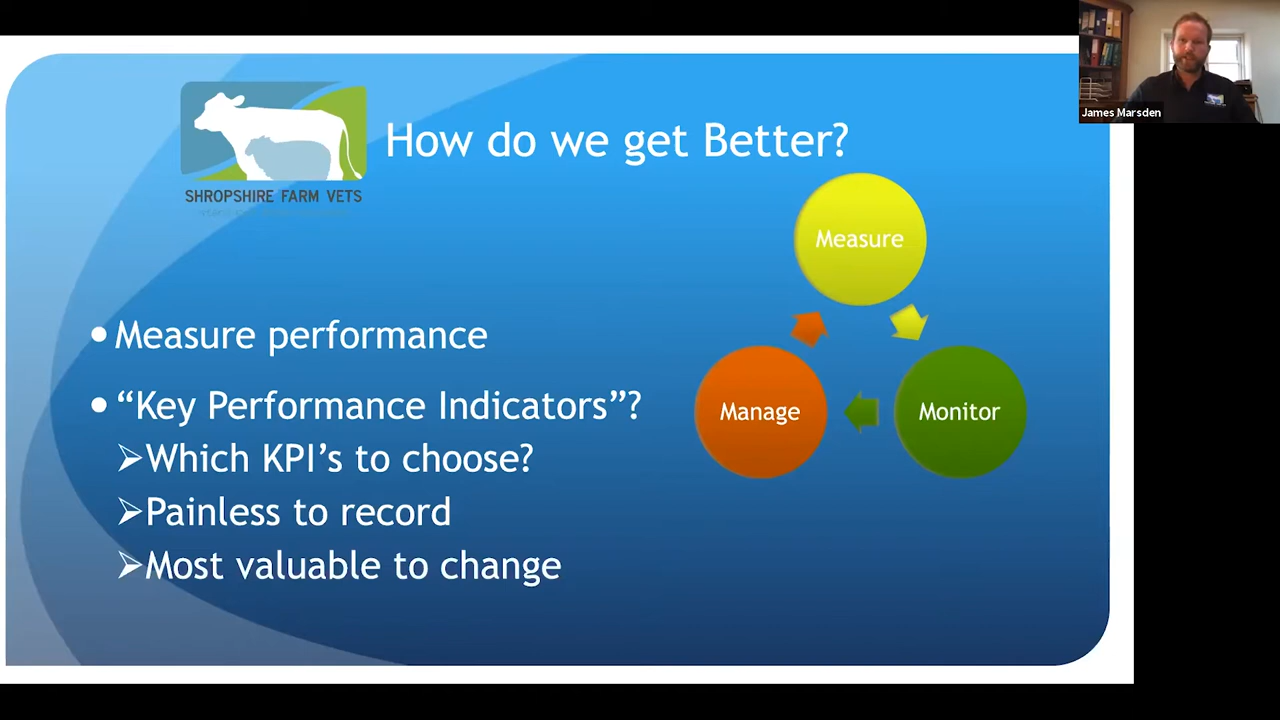 James Marsden
How do we get Better?
SHROPSHIRE FARM VETS
Measure
Monitor
Manage
• Measure performance
• “Key Performance Indicators”?
➢Which KPI’s to choose?
➢Painless to record
➢Most valuable to change